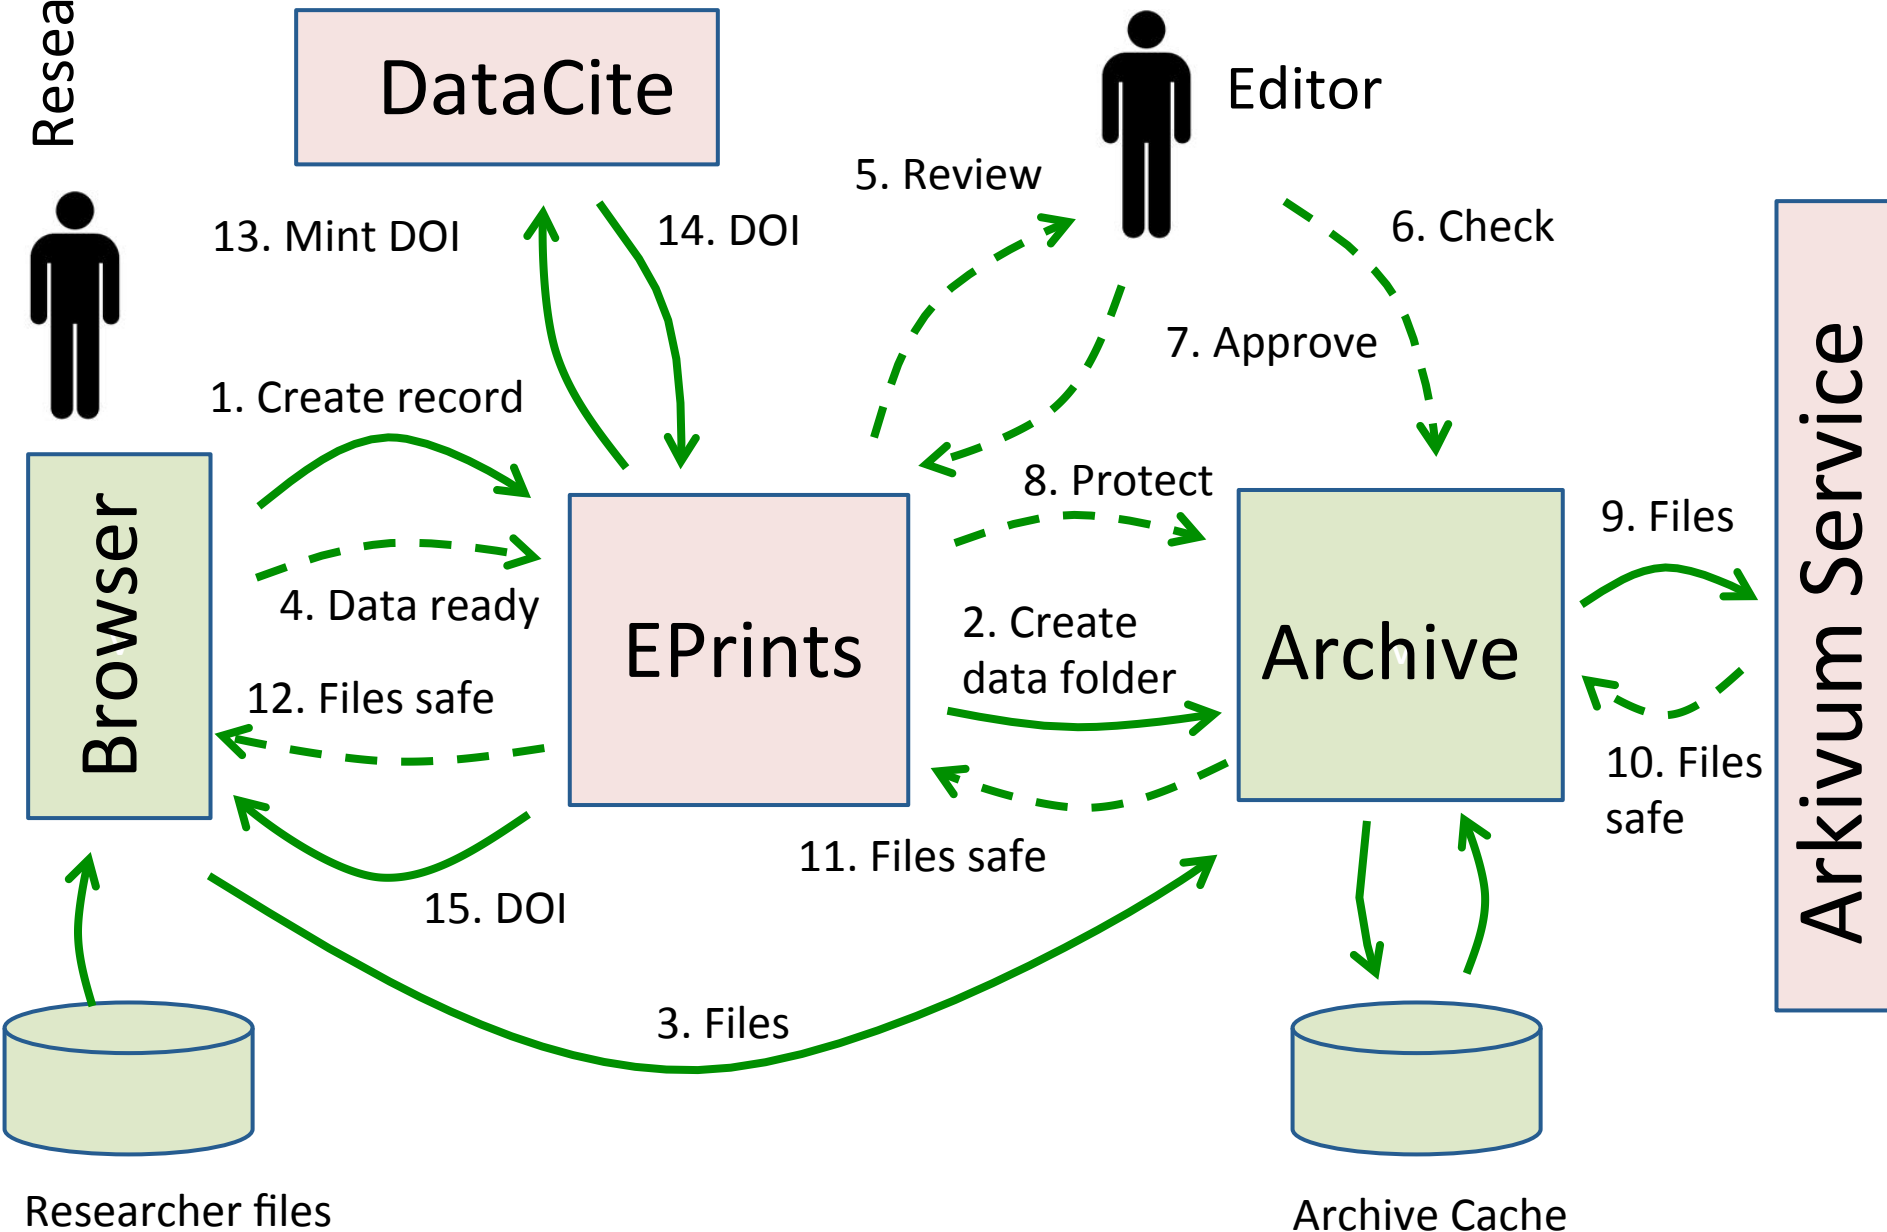 DataCite
Editor
5. Review
13. Mint DOI
14. DOI
6. Check
7. Approve
1. Create record
8. Protect
9. Files
Browser
4. Data ready
EPrints
2. Create
data folder
Archive
Arkivum Service
12. Files safe
10. Files
safe
11. Files safe
15. DOI
3. Files
Researcher files
Archive Cache